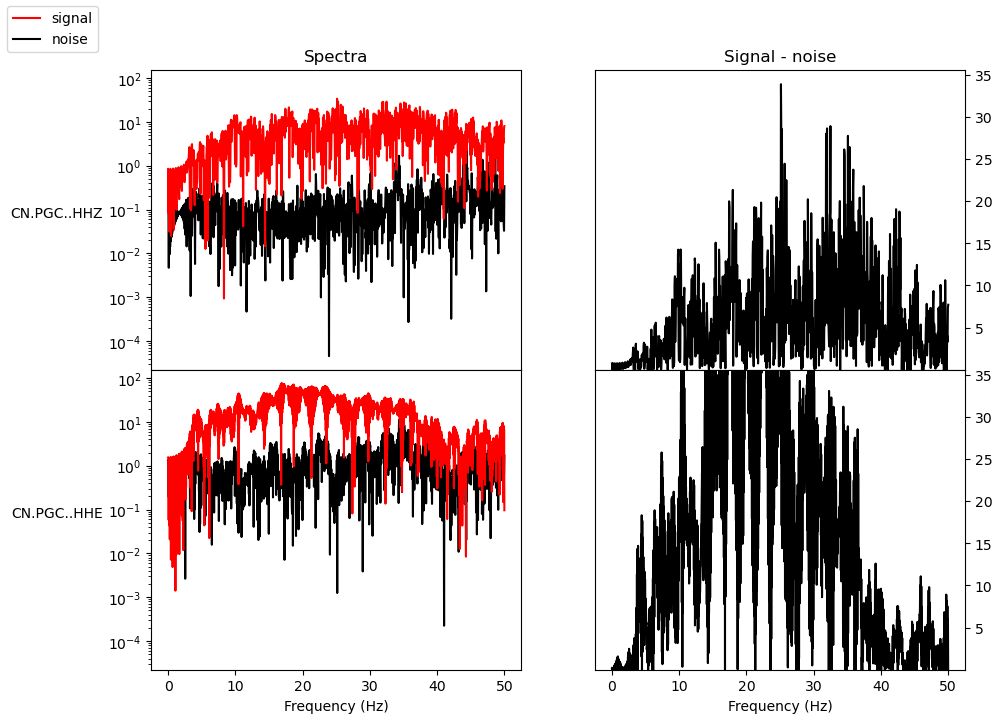 signal
noise
Spectra
Signal - noise
10²
10¹
10⁰
10⁻¹
10⁻²
10⁻³
10⁻⁴
CN.PGC..HHZ
35
30
25
20
15
10
5
10²
10¹
10⁰
10⁻¹
10⁻²
10⁻³
10⁻⁴
CN.PGC..HHE
35
30
25
20
15
10
5
0 10 20 30 40 50
0 10 20 30 40 50
Frequency (Hz)
Frequency (Hz)